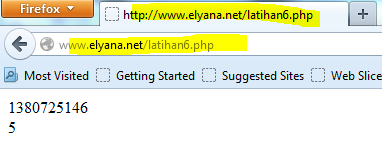 Firefox
http://www.elyana.net/latihan6.php
www.elyana.net/latihan6.php
Most Visited Getting Started Suggested Sites Web Slice
1380725146
5